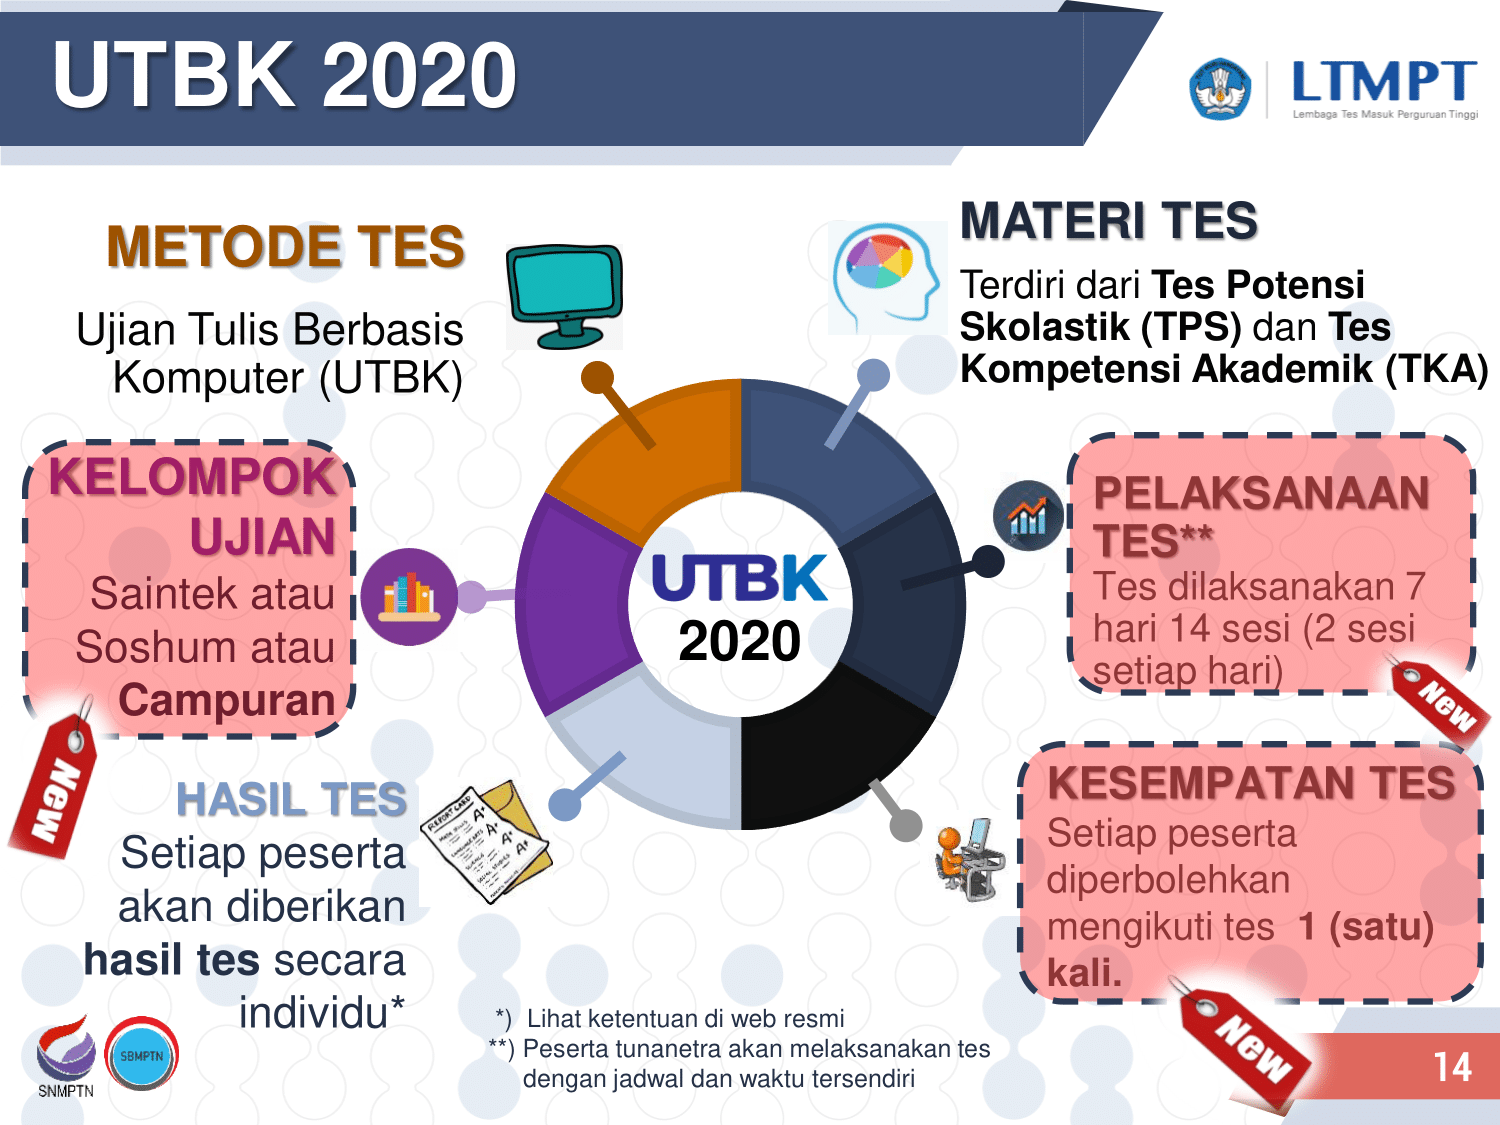 UTBK 2020
LTMPT
Lembaga Tes Masuk Perguruan Tinggi
METODE TES
Ujian Tulis Berbasis
Komputer (UTBK)
MATERI TES
Terdiri dari Tes Potensi
Skolastik (TPS) dan Tes
Kompetensi Akademik (TKA)
KELOMPOK
UJIAN
Saintek atau
Soshum atau
Campuran
New
PELAKSANAAN
TES**
Tes dilaksanakan 7
hari 14 sesi (2 sesi
setiap hari)
New
UTBK
2020
HASIL TES
Setiap peserta
akan diberikan
hasil tes secara
individu*
REPORT CARD
A+
A+
A+
A+
KESEMPATAN TES
Setiap peserta
diperbolehkan
mengikuti tes 1 (satu)
kali.
New
*) Lihat ketentuan di web resmi
**) Peserta tunanetra akan melaksanakan tes
dengan jadwal dan waktu tersendiri
SNMPTN
SBMPTN
14